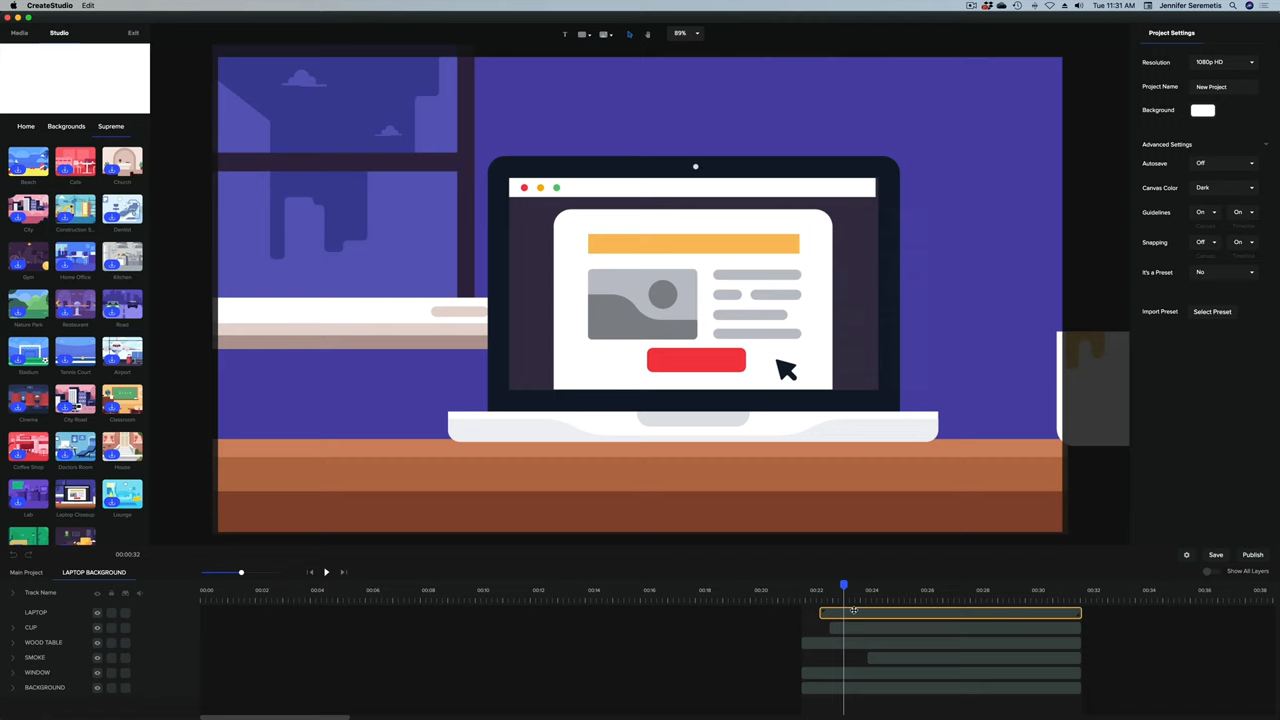 CreateStudio Edit Tue 11:31 AM Jennifer Seremetis
Media Studio Exit 89% Project Settings
Resolution 1080p HD
Project Name New Project
Background
Home Backgrounds Supreme
Advanced Settings
Autosave Off
Beach Cafe Church
Canvas Color Dark
Guidelines On On
Canvas Timeline
City Construction S... Dentist
Snapping Off On
Canvas Timeline
Gym Home Office Kitchen
It's a Preset No
Import Preset Select Preset
Nature Park Restaurant Road
Stadium Tennis Court Airport
Cinema City Road Classroom
Coffee Shop Doctors Room House
Lab Laptop Closeup Lounge
00:00:32 Save Publish
Main Project LAPTOP BACKGROUND Show All Layers
Track Name 00:00 00:02 00:04 00:06 00:08 00:10 00:12 00:14 00:16 00:18 00:20 00:22 00:24 00:26 00:28 00:30 00:32 00:34 00:36 00:38
LAPTOP
CUP
WOOD TABLE
SMOKE
WINDOW
BACKGROUND